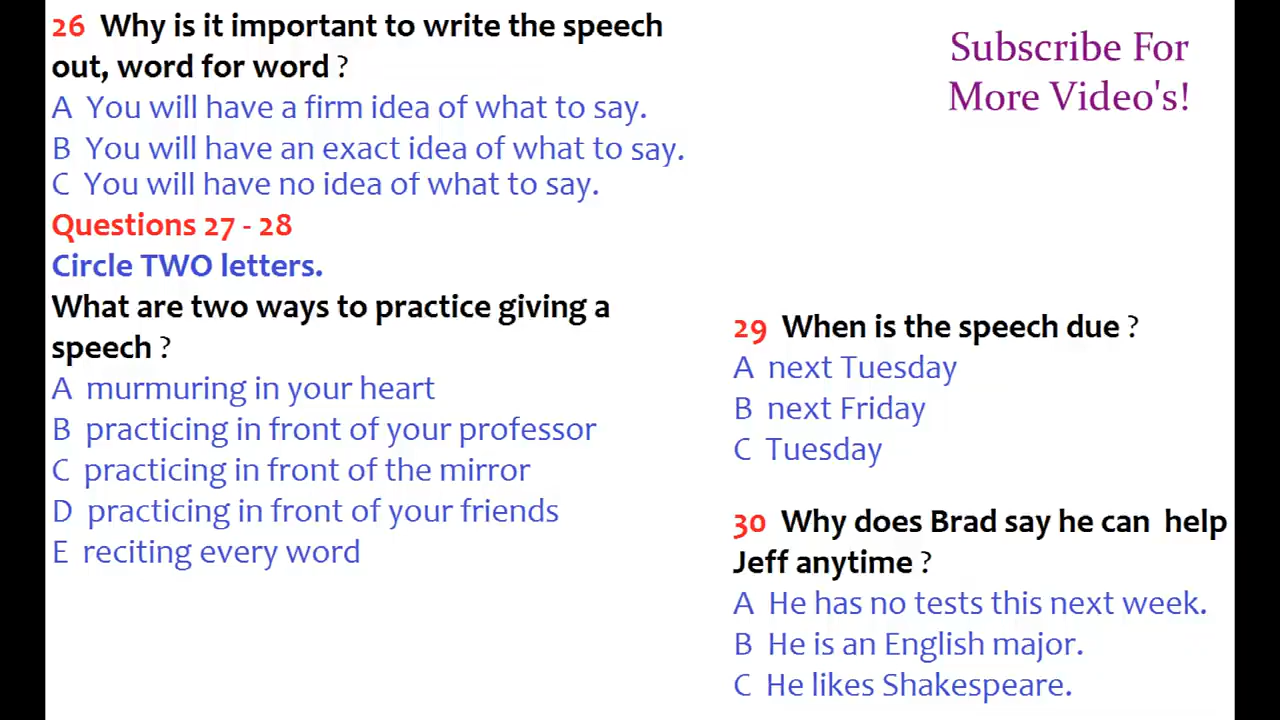 26 Why is it important to write the speech
out, word for word ?
A You will have a firm idea of what to say.
B You will have an exact idea of what to say.
C You will have no idea of what to say.
Questions 27 - 28
Circle TWO letters.
What are two ways to practice giving a
speech ?
A murmuring in your heart
B practicing in front of your professor
C practicing in front of the mirror
D practicing in front of your friends
E reciting every word
Subscribe For
More Video's!
29 When is the speech due ?
A next Tuesday
B next Friday
C Tuesday
30 Why does Brad say he can help
Jeff anytime ?
A He has no tests this next week.
B He is an English major.
C He likes Shakespeare.